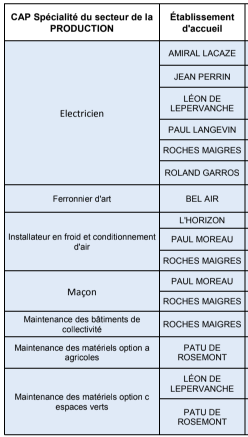 CAP Spécialité du secteur de la
PRODUCTION
Établissement
d'accueil
Electricien
AMIRAL LACAZE
JEAN PERRIN
LÉON DE
LEPERVANCHE
PAUL LANGEVIN
ROCHES MAIGRES
ROLAND GARROS
Ferronnier d'art
BEL AIR
Installateur en froid et conditionnement
d'air
L'HORIZON
PAUL MOREAU
ROCHES MAIGRES
Maçon
PAUL MOREAU
ROCHES MAIGRES
Maintenance des bâtiments de
collectivité
ROCHES MAIGRES
Maintenance des matériels option a
agricoles
PATU DE
ROSEMONT
Maintenance des matériels option c
espaces verts
LÉON DE
LEPERVANCHE
PATU DE
ROSEMONT